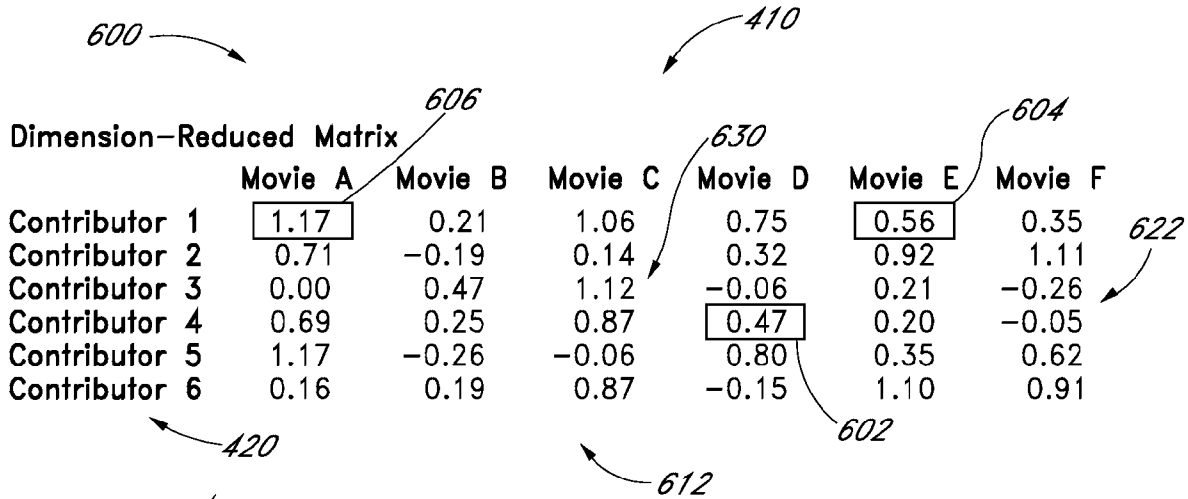 600
410
606
604
Dimension-Reduced Matrix
630
Movie A Movie B Movie C Movie D Movie E Movie F
Contributor 1 1.17 0.21 1.06 0.75 0.56 0.35
622
Contributor 2 0.71 -0.19 0.14 0.32 0.92 1.11
Contributor 3 0.00 0.47 1.12 -0.06 0.21 -0.26
Contributor 4 0.69 0.25 0.87 0.47 0.20 -0.05
Contributor 5 1.17 -0.26 -0.06 0.80 0.35 0.62
Contributor 6 0.16 0.19 0.87 -0.15 1.10 0.91
602
420
612